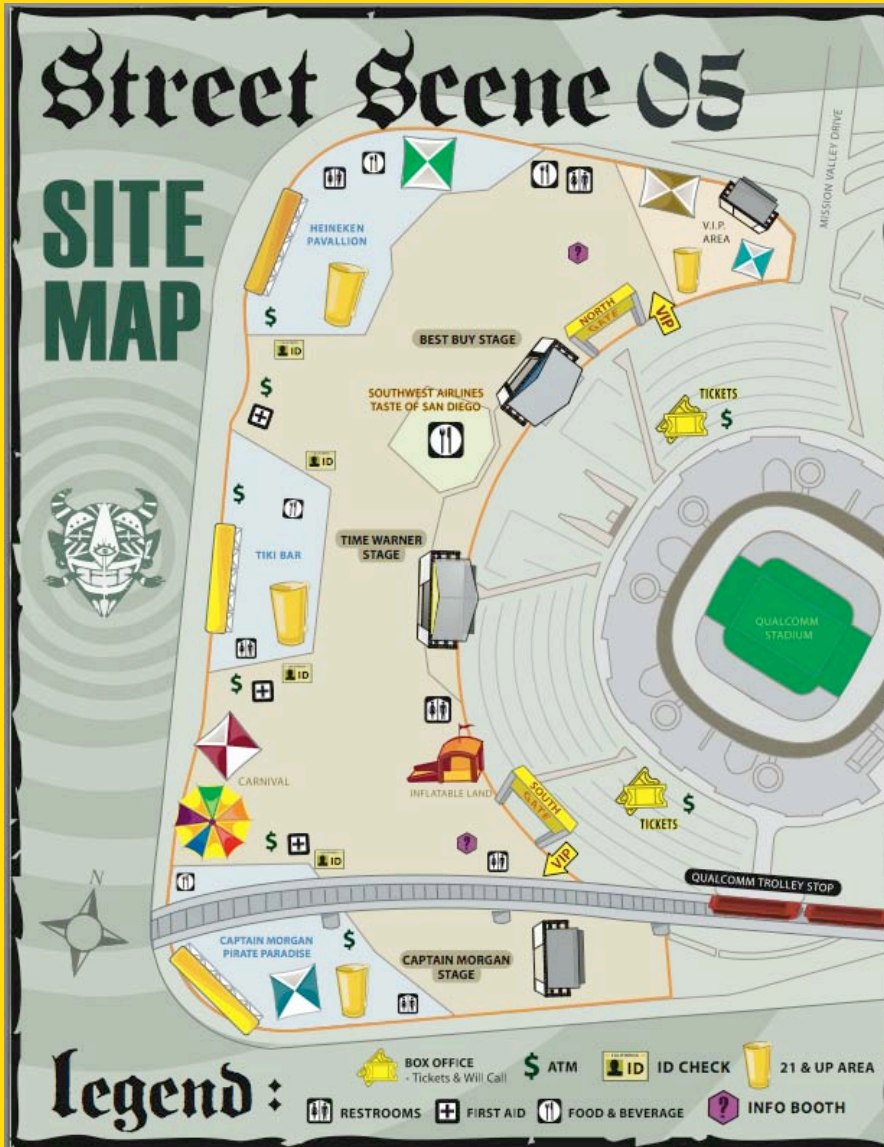 Street Scene 05
SITE
MAP
MISSION VALLEY DRIVE
HEINEKEN
PAVALLION
V.I.P.
AREA
?
$
NORTH
GATE
VIP
ID
BEST BUY STAGE
$
SOUTHWEST AIRLINES
TASTE OF SAN DIEGO
TICKETS
$
ID
$
TIME WARNER
STAGE
TIKI BAR
QUALCOMM
STADIUM
ID
$
CARNIVAL
INFLATABLE LAND
SOUTH
GATE
$
TICKETS
$
?
ID
VIP
N
QUALCOMM TROLLEY STOP
CAPTAIN MORGAN
PIRATE PARADISE
$
CAPTAIN MORGAN
STAGE
legend:
BOX OFFICE
- Tickets & Will Call
$ ATM
ID ID CHECK
21 & UP AREA
RESTROOMS
FIRST AID
FOOD & BEVERAGE
? INFO BOOTH